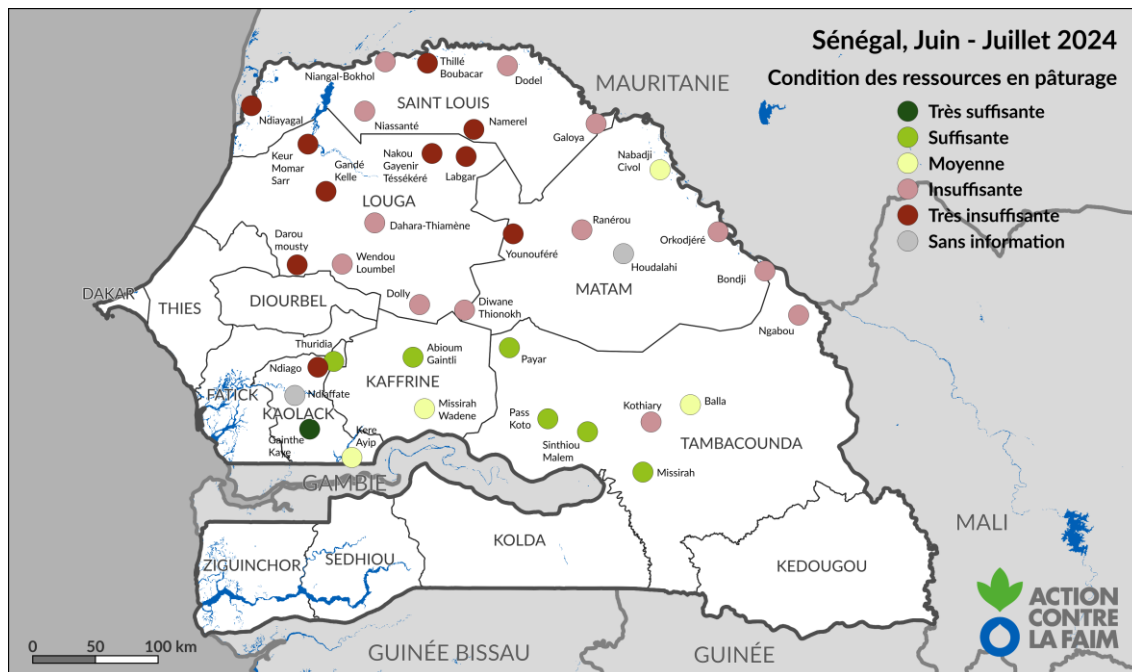 Sénégal, Juin - Juillet 2024
Condition des ressources en pâturage
Très suffisante
Suffisante
Moyenne
Insuffisante
Très insuffisante
Sans information
MAURITANIE
Niangal-Bokhol
Thillé
Boubacar
Dodel
SAINT LOUIS
Ndiayagal
Niassanté
Namerel
Galoya
Keur
Momar
Sarr
Gandé
Kelle
Nakou
Gayenir
Téssékéré
Labgar
Nabadji
Civol
LOUGA
Dahara-Thiamène
Ranérou
Orkodjéré
Younouféré
Houdalahi
Darou
mousty
Wendou
Loumbel
Bondji
MATAM
DAKAR
THIES
DIOURBEL
Dolly
Diwane
Thionokh
Ngabou
Thuridia
Ndiago
Abioum
Gaintli
Payar
KAFFRINE
FATICK
Ndiaffate
KAOLACK
Missirah
Wadene
Kothiary
Balla
Pass
Koto
Sinthiou
Malem
TAMBACOUNDA
Gainthe
Kaye
Kere
Ayip
Missirah
GAMBIE
MALI
KOLDA
ZIGUINCHOR
SEDHIOU
KEDOUGOU
GUINÉE BISSAU
GUINÉE
0 50 100 km
ACTION
CONTRE
LA FAIM